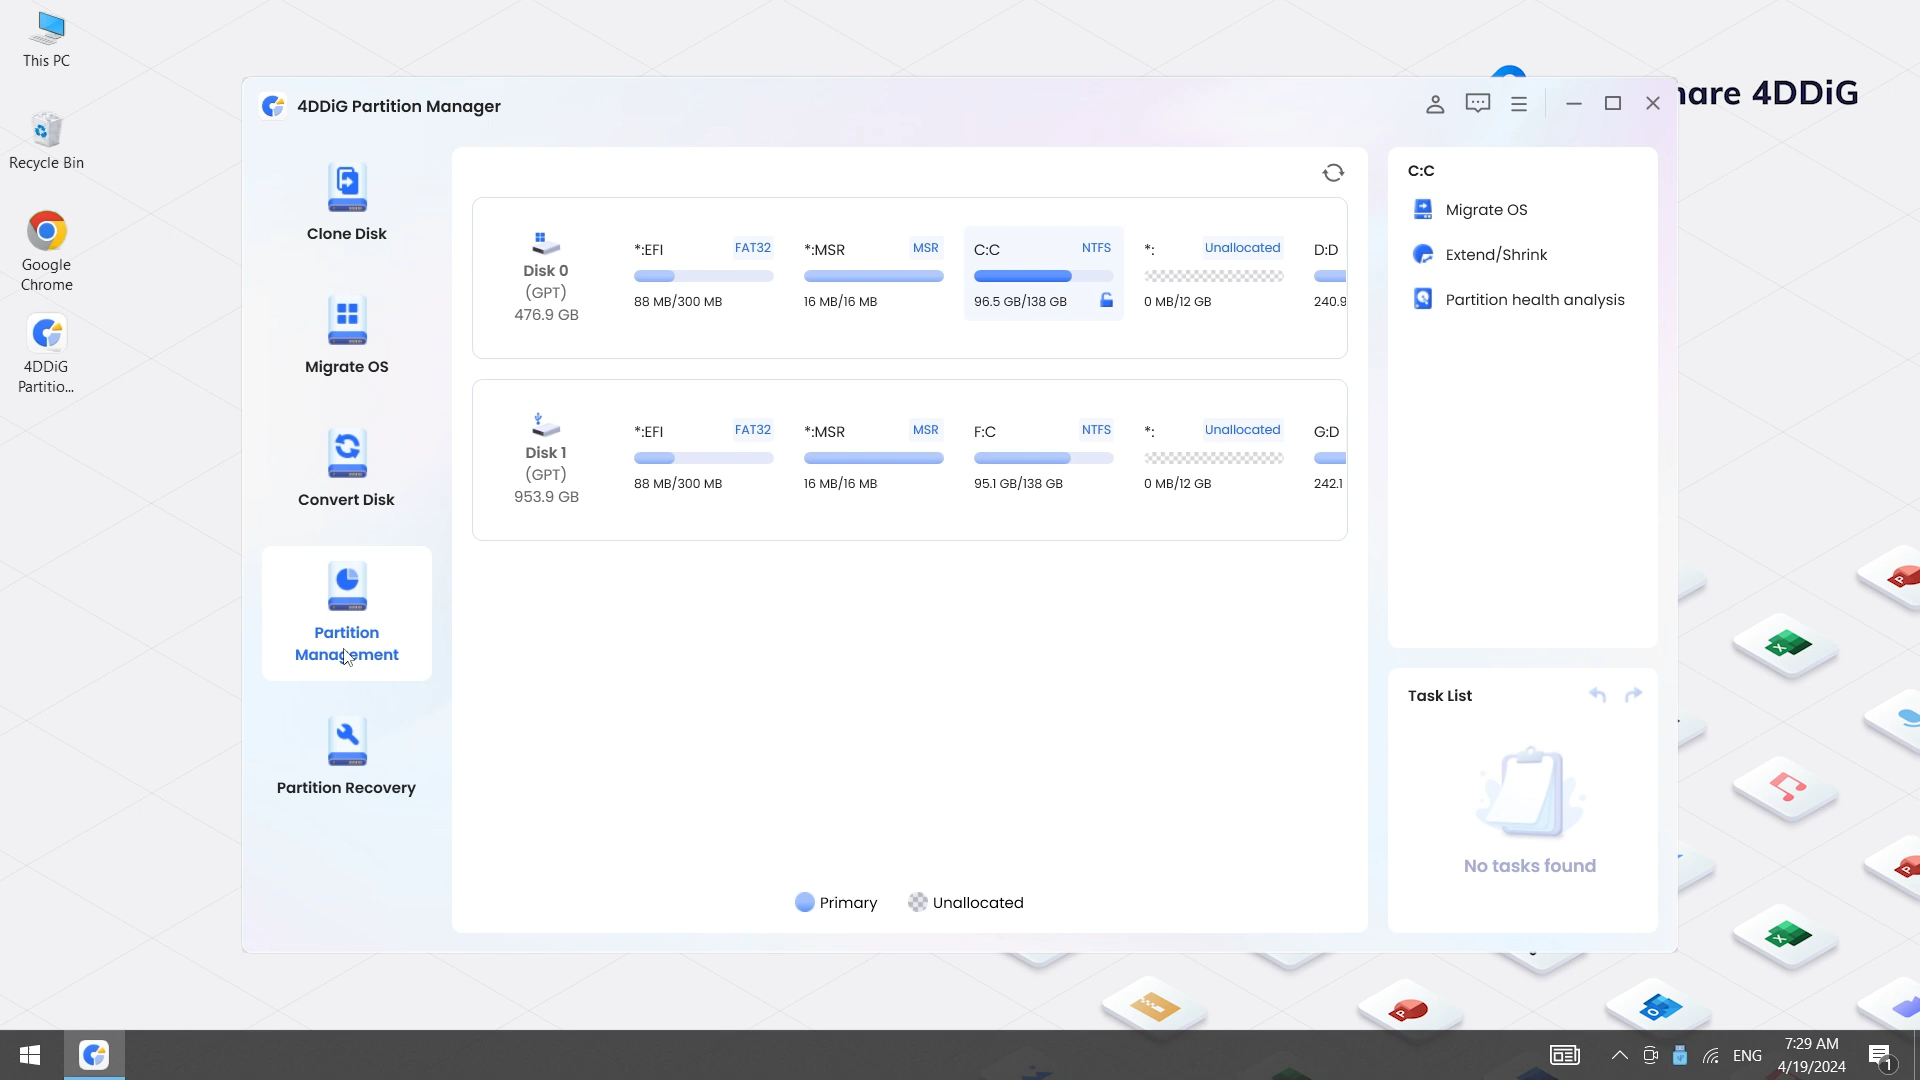 This PC
Recycle Bin
Google
Chrome
4DDiG
Partitio...
hare 4DDiG
4DDiG Partition Manager
Clone Disk
Migrate OS
Convert Disk
Partition
Management
Partition Recovery
Disk 0
(GPT)
476.9 GB
*:EFI FAT32
88 MB/300 MB
*:MSR MSR
16 MB/16 MB
C:C NTFS
96.5 GB/138 GB
*: Unallocated
0 MB/12 GB
D:D
240.9
Disk 1
(GPT)
953.9 GB
*:EFI FAT32
88 MB/300 MB
*:MSR MSR
16 MB/16 MB
F:C NTFS
95.1 GB/138 GB
*: Unallocated
0 MB/12 GB
G:D
242.1
Primary Unallocated
C:C
Migrate OS
Extend/Shrink
Partition health analysis
Task List
No tasks found
ENG
7:29 AM
4/19/2024
1